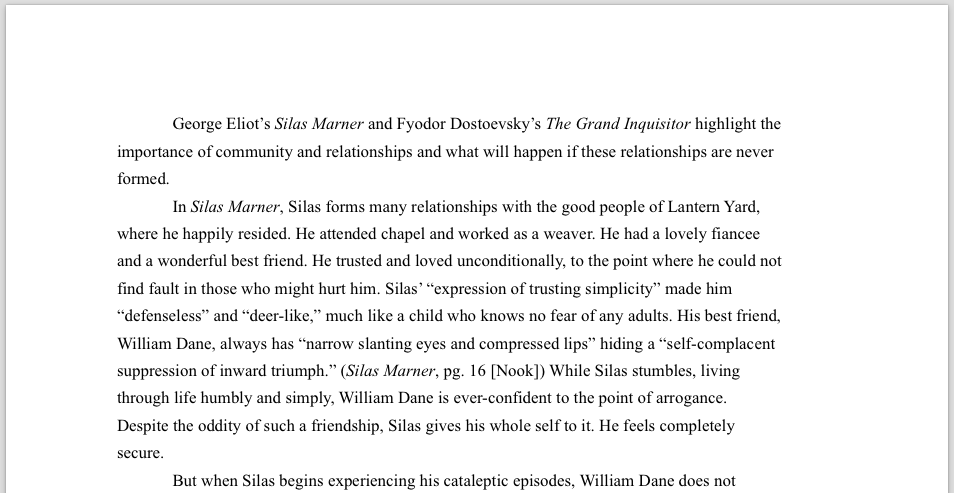 George Eliot’s Silas Marner and Fyodor Dostoevsky’s The Grand Inquisitor highlight the
importance of community and relationships and what will happen if these relationships are never
formed.
In Silas Marner, Silas forms many relationships with the good people of Lantern Yard,
where he happily resided. He attended chapel and worked as a weaver. He had a lovely fiancee
and a wonderful best friend. He trusted and loved unconditionally, to the point where he could not
find fault in those who might hurt him. Silas’ “expression of trusting simplicity” made him
“defenseless” and “deer-like,” much like a child who knows no fear of any adults. His best friend,
William Dane, always has “narrow slanting eyes and compressed lips” hiding a “self-complacent
suppression of inward triumph.” (Silas Marner, pg. 16 [Nook]) While Silas stumbles, living
through life humbly and simply, William Dane is ever-confident to the point of arrogance.
Despite the oddity of such a friendship, Silas gives his whole self to it. He feels completely
secure.
But when Silas begins experiencing his cataleptic episodes, William Dane does not